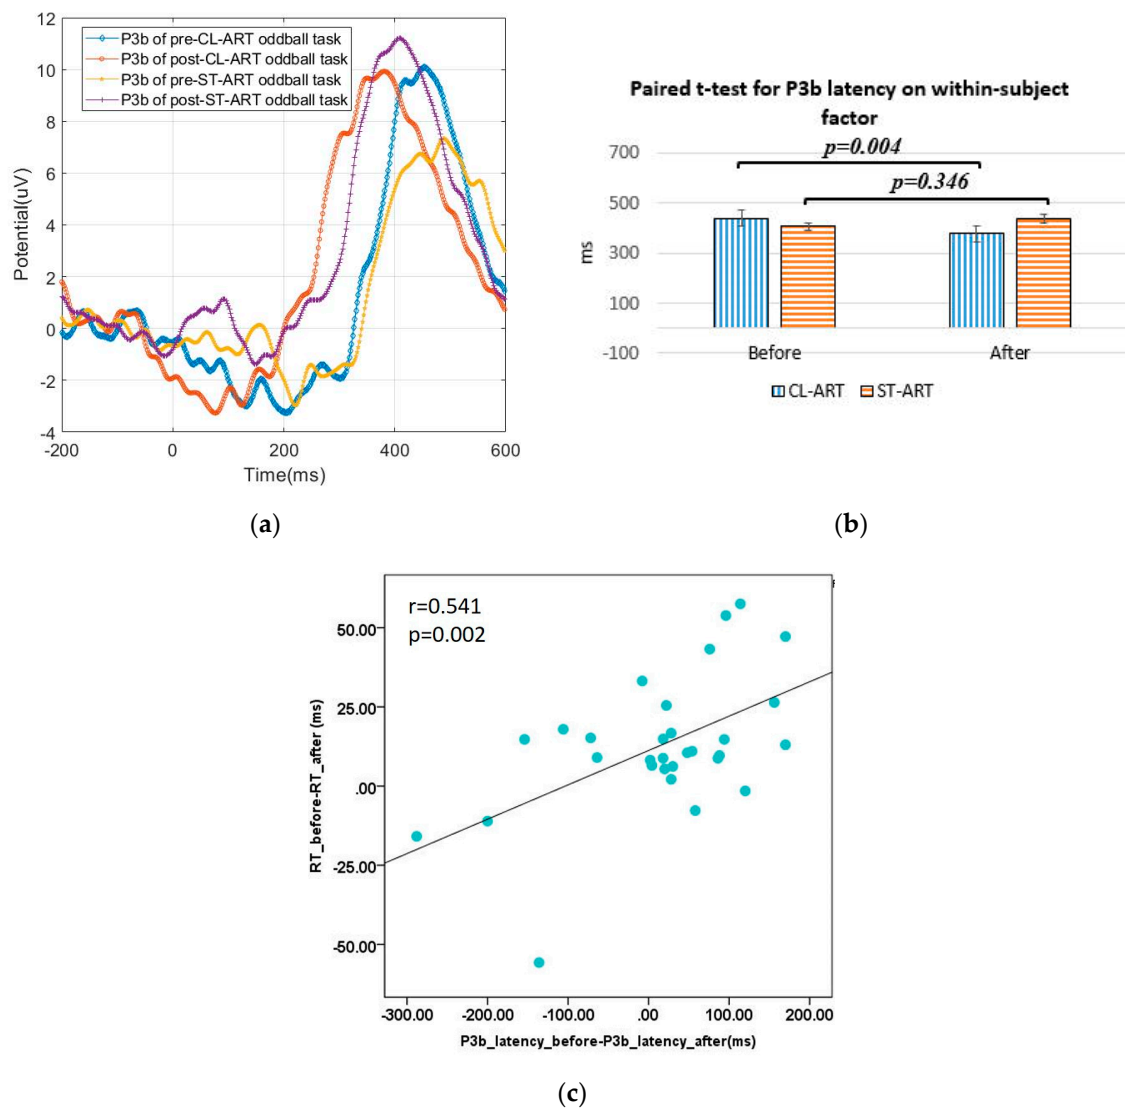 12
10
8
6
4
2
0
-2
-4
Potential(uV)
P3b of pre-CL-ART oddball task
P3b of post-CL-ART oddball task
P3b of pre-ST-ART oddball task
P3b of post-ST-ART oddball task
-200 0 200 400 600
Time(ms)
(a)
Paired t-test for P3b latency on within-subject
factor
700
500
300
100
-100
ms
p=0.004
p=0.346
Before After
CL-ART ST-ART
(b)
r=0.541
p=0.002
RT_before-RT_after (ms)
50.00
25.00
.00
-25.00
-50.00
-300.00 -200.00 -100.00 .00 100.00 200.00
P3b_latency_before-P3b_latency_after(ms)
(c)